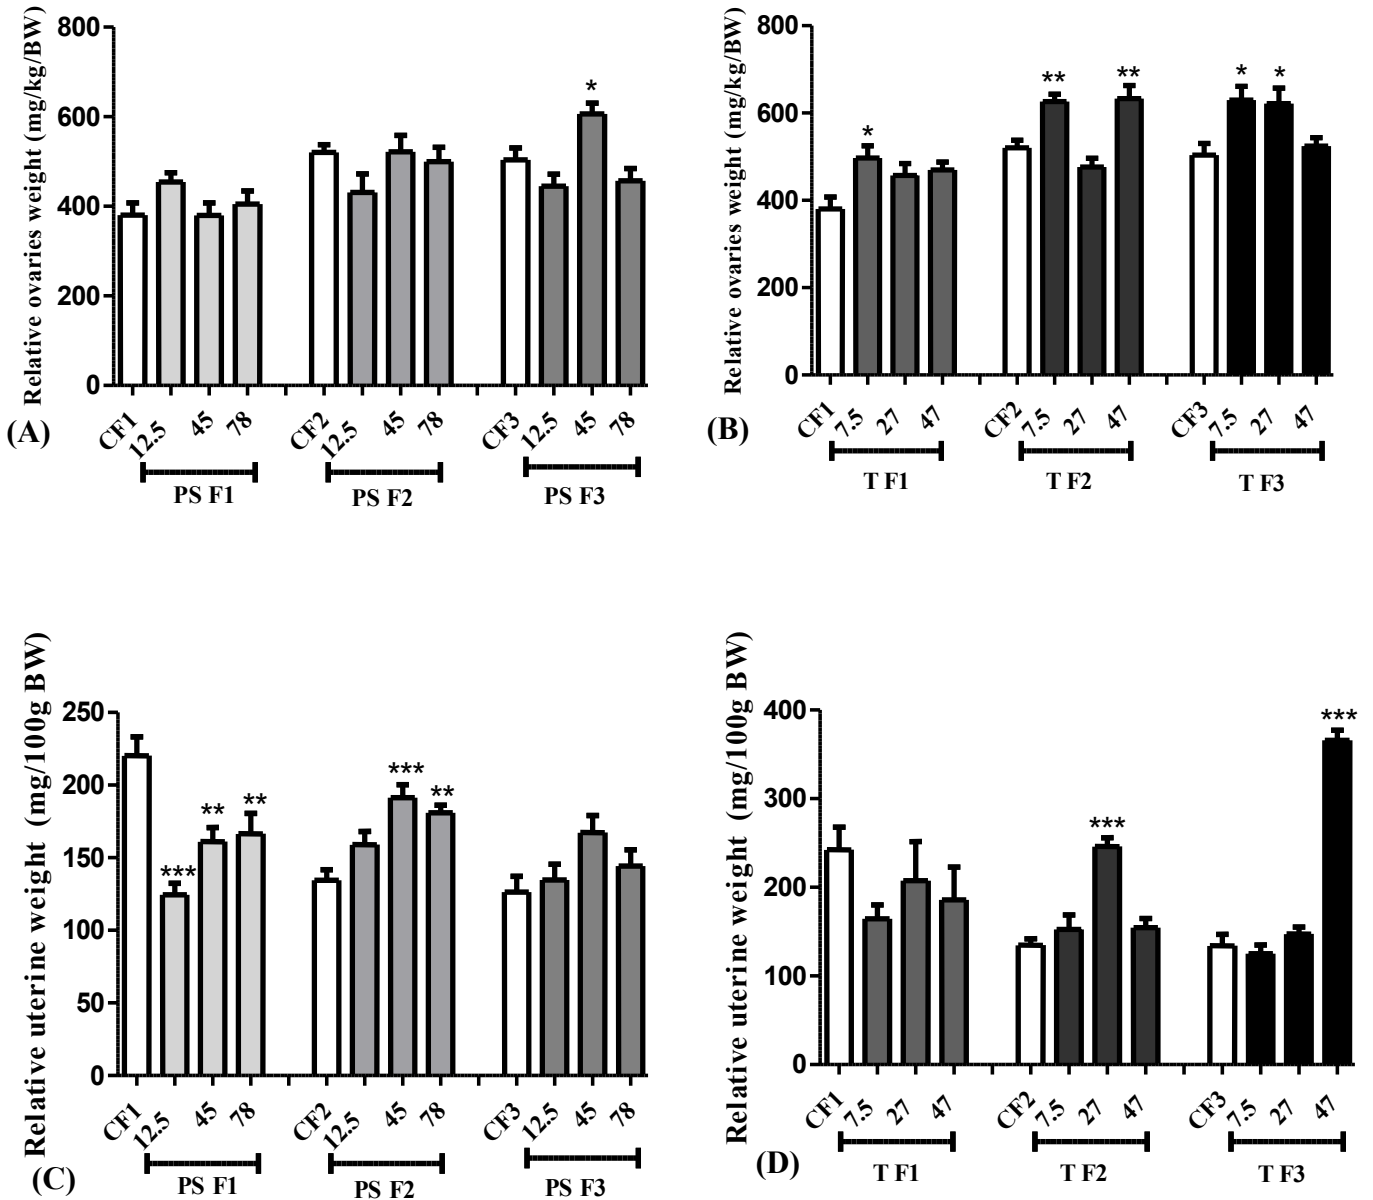 Relative ovaries weight (mg/kg/BW)
800
600
400
200
0
*
CF1 12.5 45 78 CF2 12.5 45 78 CF3 12.5 45 78
(A)
PS F1 PS F2 PS F3
Relative ovaries weight (mg/kg/BW)
800
600
400
200
0
* ** ** * *
CF1 7.5 27 47 CF2 7.5 27 47 CF3 7.5 27 47
(B)
T F1 T F2 T F3
Relative uterine weight (mg/100g BW)
250
200
150
100
50
0
*** ** ** *** **
CF1 12.5 45 78 CF2 12.5 45 78 CF3 12.5 45 78
(C)
PS F1 PS F2 PS F3
Relative uterine weight (mg/100g BW)
400
300
200
100
0
*** ***
CF1 7.5 27 47 CF2 7.5 27 47 CF3 7.5 27 47
(D)
T F1 T F2 T F3